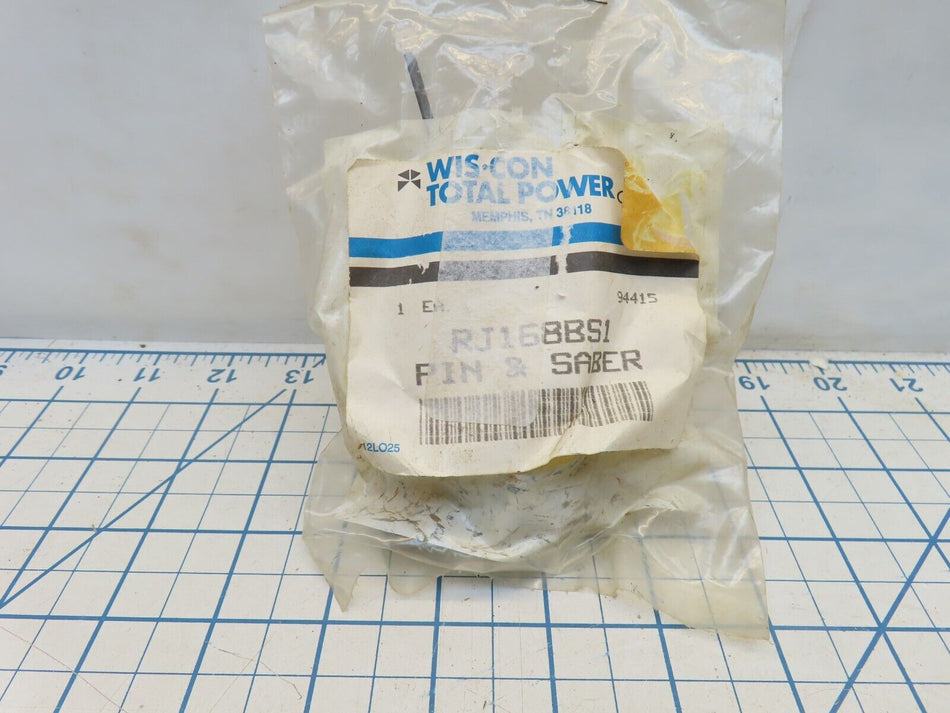 WIS-CON
TOTAL POWER
MEMPHIS, TN 38118
1 EA.
94415
RJ168BS1
PIN & SABER
12LO25
10 11 12 13
19 20 21